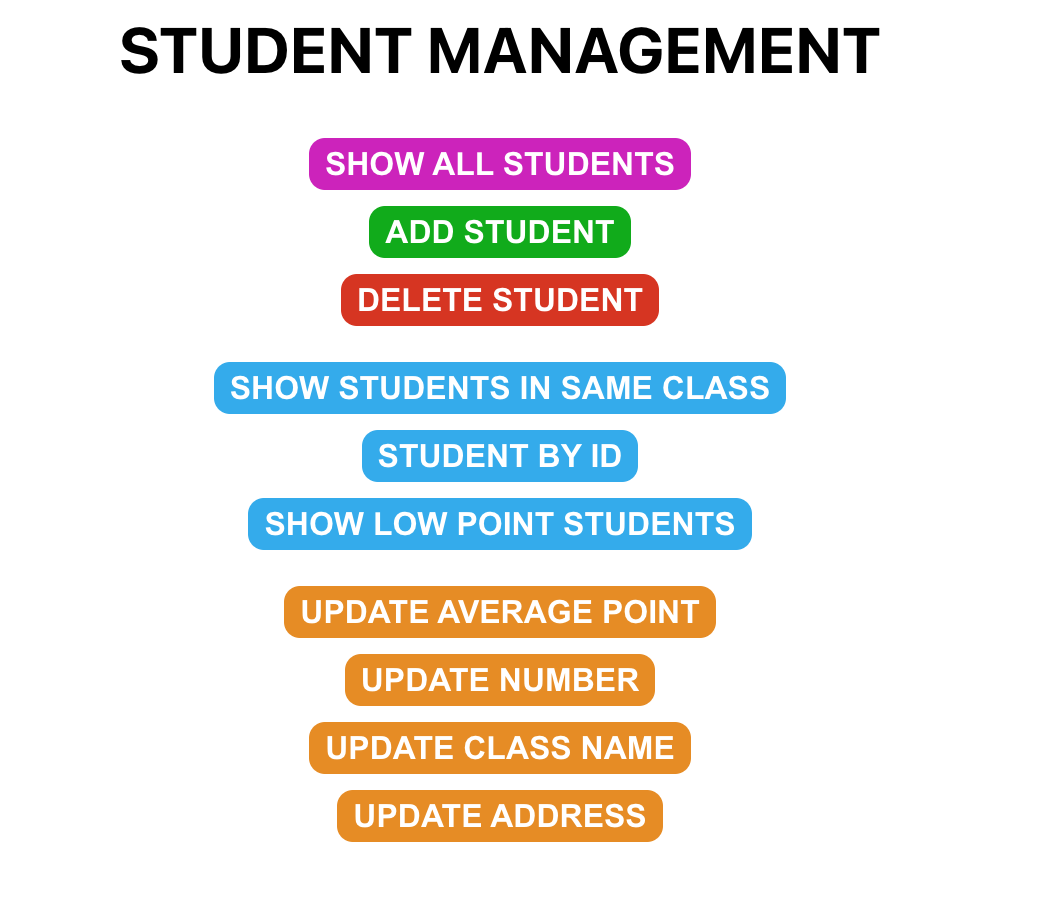 STUDENT MANAGEMENT
SHOW ALL STUDENTS
ADD STUDENT
DELETE STUDENT
SHOW STUDENTS IN SAME CLASS
STUDENT BY ID
SHOW LOW POINT STUDENTS
UPDATE AVERAGE POINT
UPDATE NUMBER
UPDATE CLASS NAME
UPDATE ADDRESS